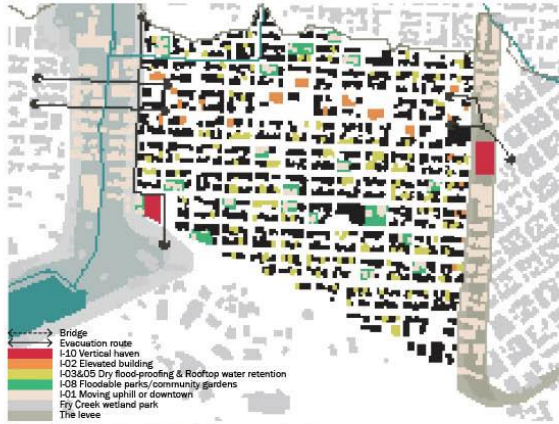 Bridge
Evacuation route
I-10 Vertical haven
I-02 Elevated building
I-03&05 Dry flood-proofing & Rooftop water retention
I-08 Floodable parks/community gardens
I-01 Moving uphill or downtown
Fry Creek wetland park
The levee